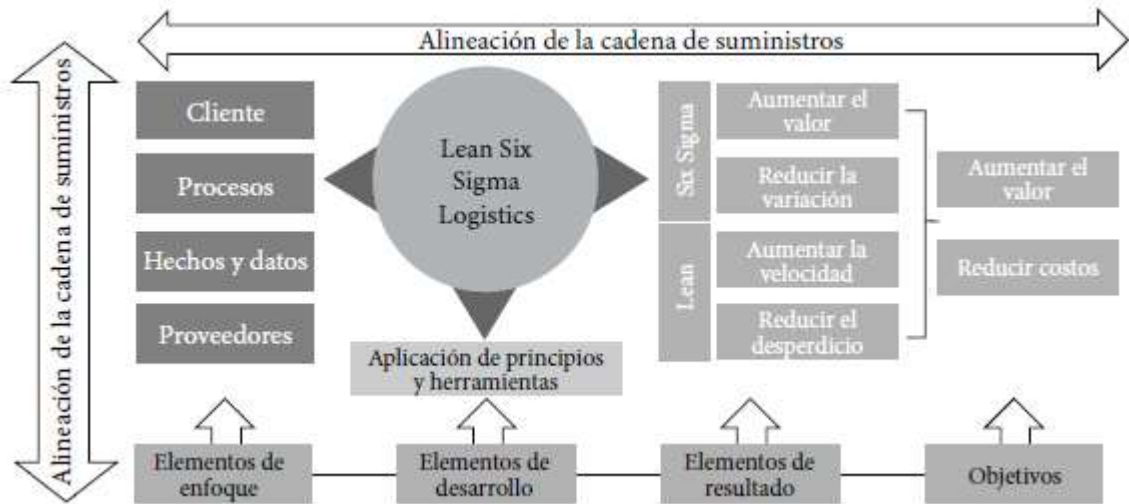 Alineación de la cadena de suministros
Alineación de la cadena de suministros
Cliente
Procesos
Hechos y datos
Proveedores
Lean Six
Sigma
Logistics
Aplicación de principios
y herramientas
Six Sigma
Lean
Aumentar el
valor
Reducir la
variación
Aumentar la
velocidad
Reducir el
desperdicio
Aumentar el
valor
Reducir costos
Elementos de
enfoque
Elementos de
desarrollo
Elementos de
resultado
Objetivos